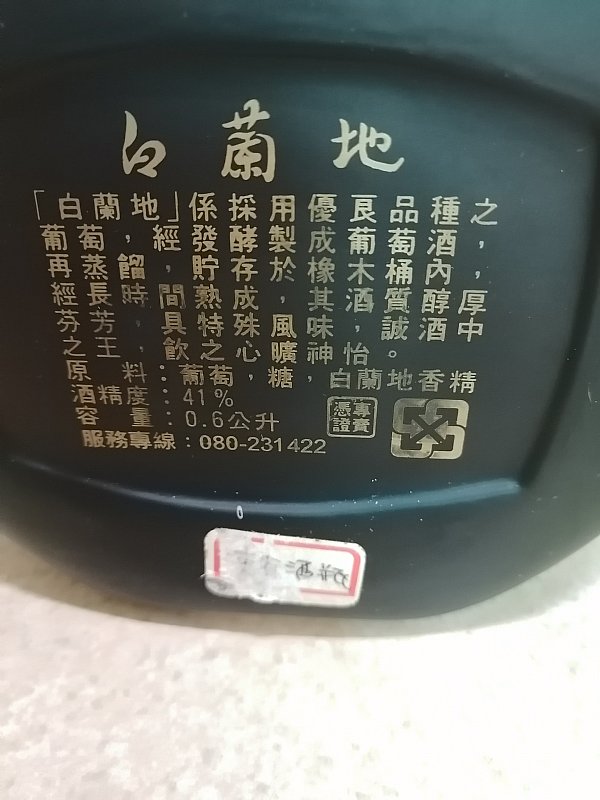 白蘭地
「白蘭地」係採用優良品種之
葡萄，經發酵製成葡萄酒，
再蒸餾，貯存於橡木桶內，
經長時間熟成，其酒質醇厚
芬芳，具特殊風味，誠酒中
之王，飲之心曠神怡。
原料：葡萄，糖，白蘭地香精
酒精度：41%
容量：0.6公升
服務專線：080-231422
專賣
憑證